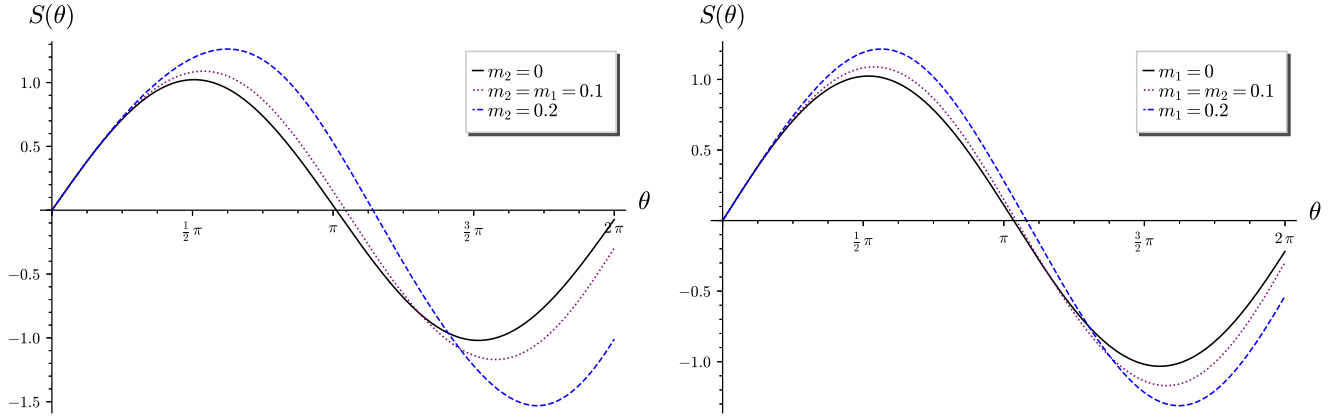 S(θ)
1.0
0.5
−0.5
−1.0
−1.5
1/2 π
π
3/2 π
2 π
θ
m₂ = 0
m₂ = m₁ = 0.1
m₂ = 0.2
S(θ)
1.0
0.5
−0.5
−1.0
1/2 π
π
3/2 π
2 π
θ
m₁ = 0
m₁ = m₂ = 0.1
m₁ = 0.2